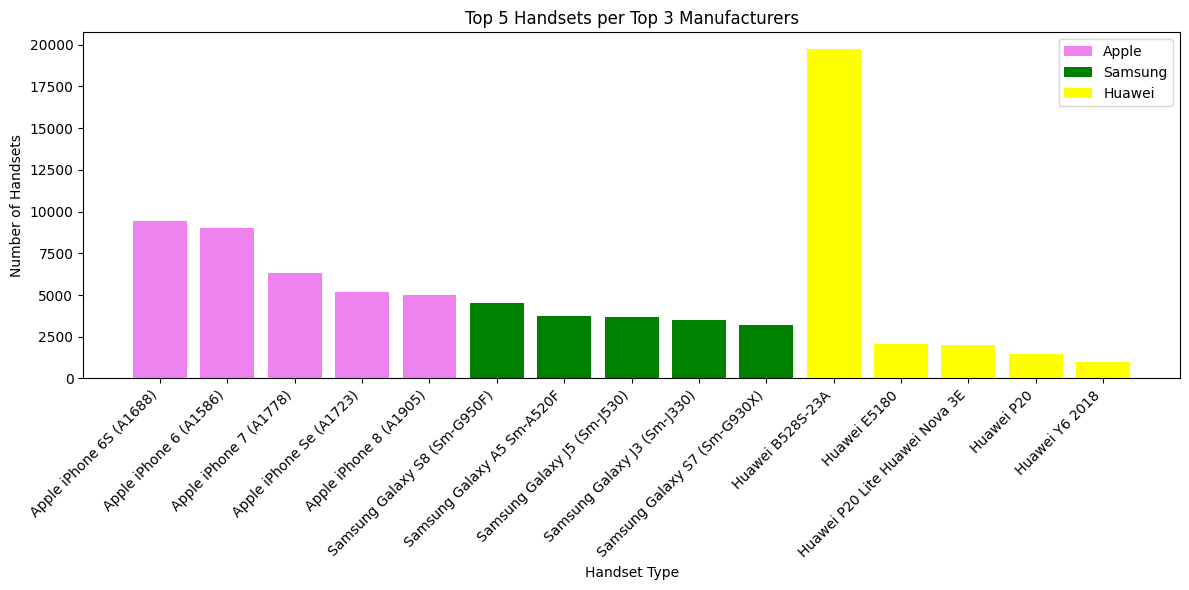 Top 5 Handsets per Top 3 Manufacturers
Apple
Samsung
Huawei
Number of Handsets
20000
17500
15000
12500
10000
7500
5000
2500
0
Apple iPhone 6S (A1688)
Apple iPhone 6 (A1586)
Apple iPhone 7 (A1778)
Apple iPhone Se (A1723)
Apple iPhone 8 (A1905)
Samsung Galaxy S8 (Sm-G950F)
Samsung Galaxy A5 Sm-A520F
Samsung Galaxy J5 (Sm-J530)
Samsung Galaxy J3 (Sm-J330)
Samsung Galaxy S7 (Sm-G930X)
Huawei B528S-23A
Huawei E5180
Huawei P20 Lite Huawei Nova 3E
Huawei P20
Huawei Y6 2018
Handset Type